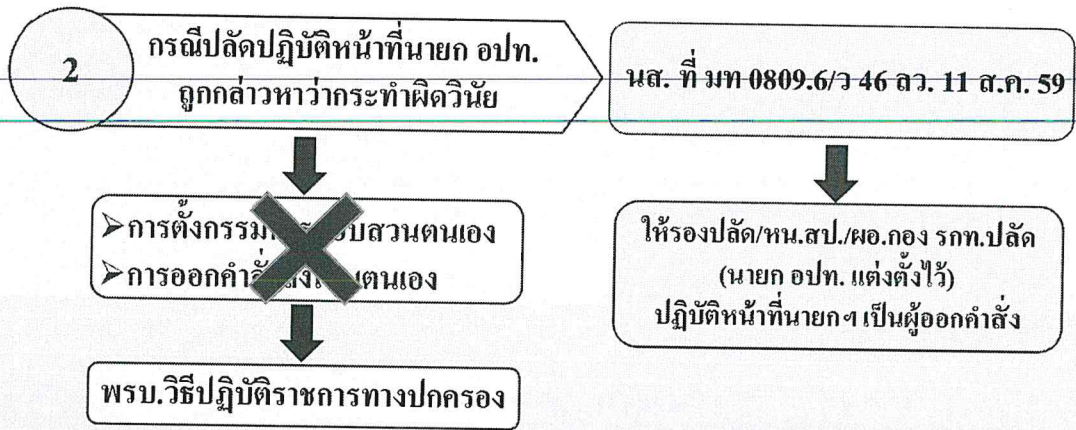 2
กรณีปลัดปฏิบัติหน้าที่นายก อปท.
ถูกกล่าวหาว่ากระทำผิดวินัย
นส. ที่ มท 0809.6/ว 46 ลว. 11 ส.ค. 59
➢การตั้งกรรมก สอบสวนตนเอง
➢การออกคำสั่ ลงโ ตนเอง
ให้รองปลัด/หน.สป./ผอ.กอง รกท.ปลัด
(นายก อปท. แต่งตั้งไว้)
ปฏิบัติหน้าที่นายกฯ เป็นผู้ออกคำสั่ง
พรบ.วิธีปฏิบัติราชการทางปกครอง